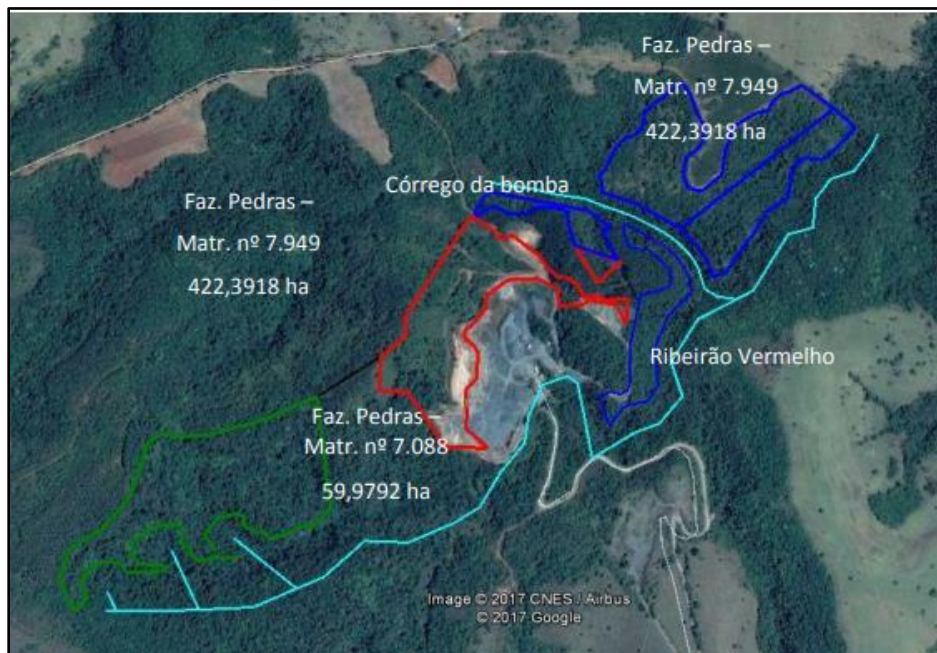 Faz. Pedras –
Matr. nº 7.949
422,3918 ha
Córrego da bomba
Faz. Pedras –
Matr. nº 7.949
422,3918 ha
Ribeirão Vermelho
Faz. Pedras –
Matr. nº 7.088
59,9792 ha
Image © 2017 CNES / Airbus
© 2017 Google